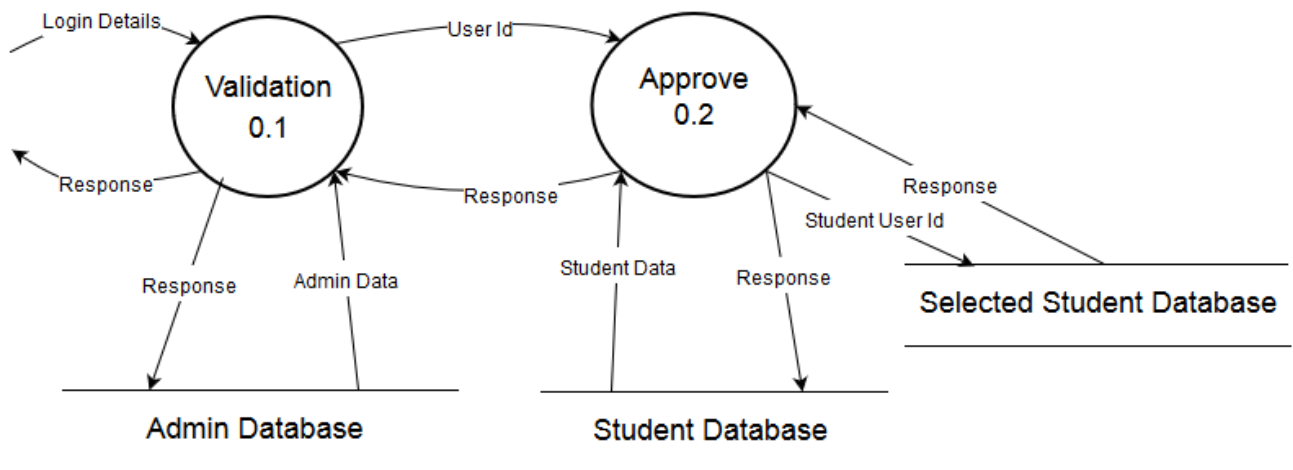 Login Details
User Id
Validation
0.1
Approve
0.2
Response
Response
Response
Student User Id
Response
Admin Data
Student Data
Response
Selected Student Database
Admin Database
Student Database